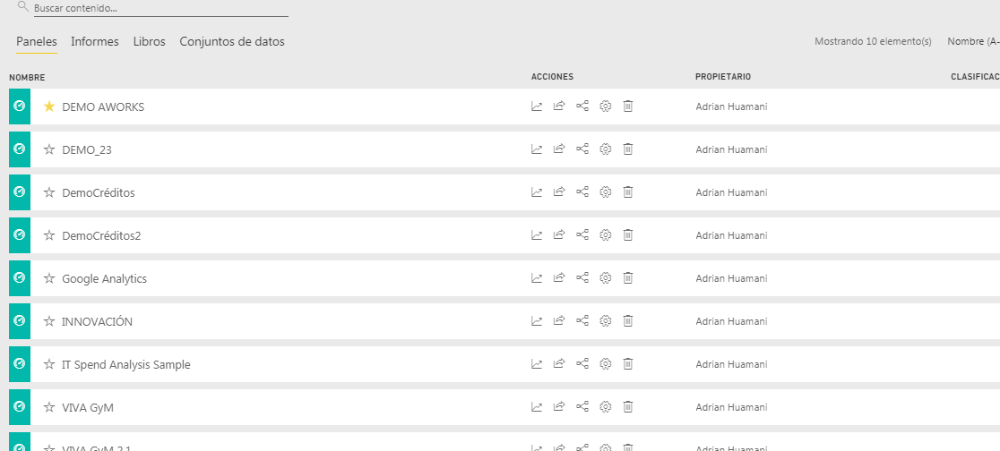 Buscar contenido...
Paneles Informes Libros Conjuntos de datos Mostrando 10 elemento(s) Nombre (A-
NOMBRE ACCIONES PROPIETARIO CLASIFICAC
DEMO AWORKS Adrian Huamani
DEMO_23 Adrian Huamani
DemoCréditos Adrian Huamani
DemoCréditos2 Adrian Huamani
Google Analytics Adrian Huamani
INNOVACIÓN Adrian Huamani
IT Spend Analysis Sample Adrian Huamani
VIVA GyM Adrian Huamani
VIVA GyM 2.1 Adrian Huamani